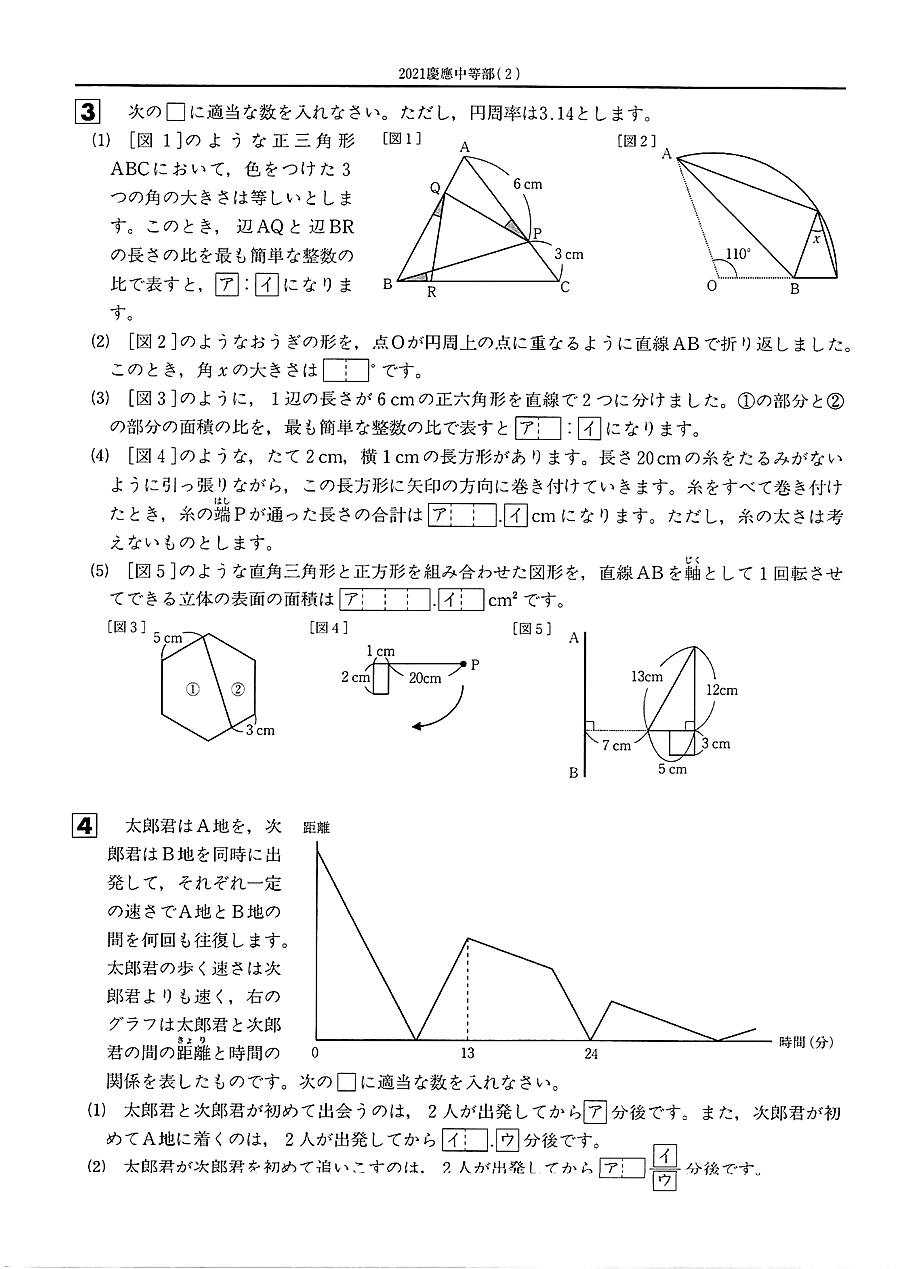 2021慶應中等部(2)
3 次の□に適当な数を入れなさい。ただし，円周率は3.14とします。
(1) [図1]のような正三角形
ABCにおいて，色をつけた3
つの角の大きさは等しいとしま
す。このとき，辺AQと辺BR
の長さの比を最も簡単な整数の
比で表すと，ア：イになりま
す。
[図1]
A
Q
6 cm
P
3 cm
B
R
C
[図2]
A
110°
x
O
B
(2) [図2]のようなおうぎの形を，点Oが円周上の点に重なるように直線ABで折り返しました。
このとき，角xの大きさは□°です。
(3) [図3]のように，1辺の長さが6cmの正六角形を直線で2つに分けました。①の部分と②
の部分の面積の比を，最も簡単な整数の比で表すとア：イになります。
(4) [図4]のような，たて2cm，横1cmの長方形があります。長さ20cmの糸をたるみがない
ように引っ張りながら，この長方形に矢印の方向に巻き付けていきます。糸をすべて巻き付け
はし
たとき，糸の端Pが通った長さの合計はア.イcmになります。ただし，糸の太さは考
えないものとします。
じく
(5) [図5]のような直角三角形と正方形を組み合わせた図形を，直線ABを軸として1回転させ
てできる立体の表面の面積はア.イcm²です。
[図3]
5 cm
①
②
3 cm
[図4]
1 cm
2 cm
20cm
P
[図5]
A
13cm
12cm
7 cm
3 cm
5 cm
B
4 太郎君はA地を，次
郎君はB地を同時に出
発して，それぞれ一定
の速さでA地とB地の
間を何回も往復します。
太郎君の歩く速さは次
郎君よりも速く，右の
グラフは太郎君と次郎
きょり
君の間の距離と時間の
関係を表したものです。次の□に適当な数を入れなさい。
距離
0
13
24
時間(分)
(1) 太郎君と次郎君が初めて出会うのは，2人が出発してからア分後です。また，次郎君が初
めてA地に着くのは，2人が出発してからイ.ウ分後です。
(2) 太郎君が次郎君を初めて追いこすのは，2人が出発してからア イ/ウ 分後です。